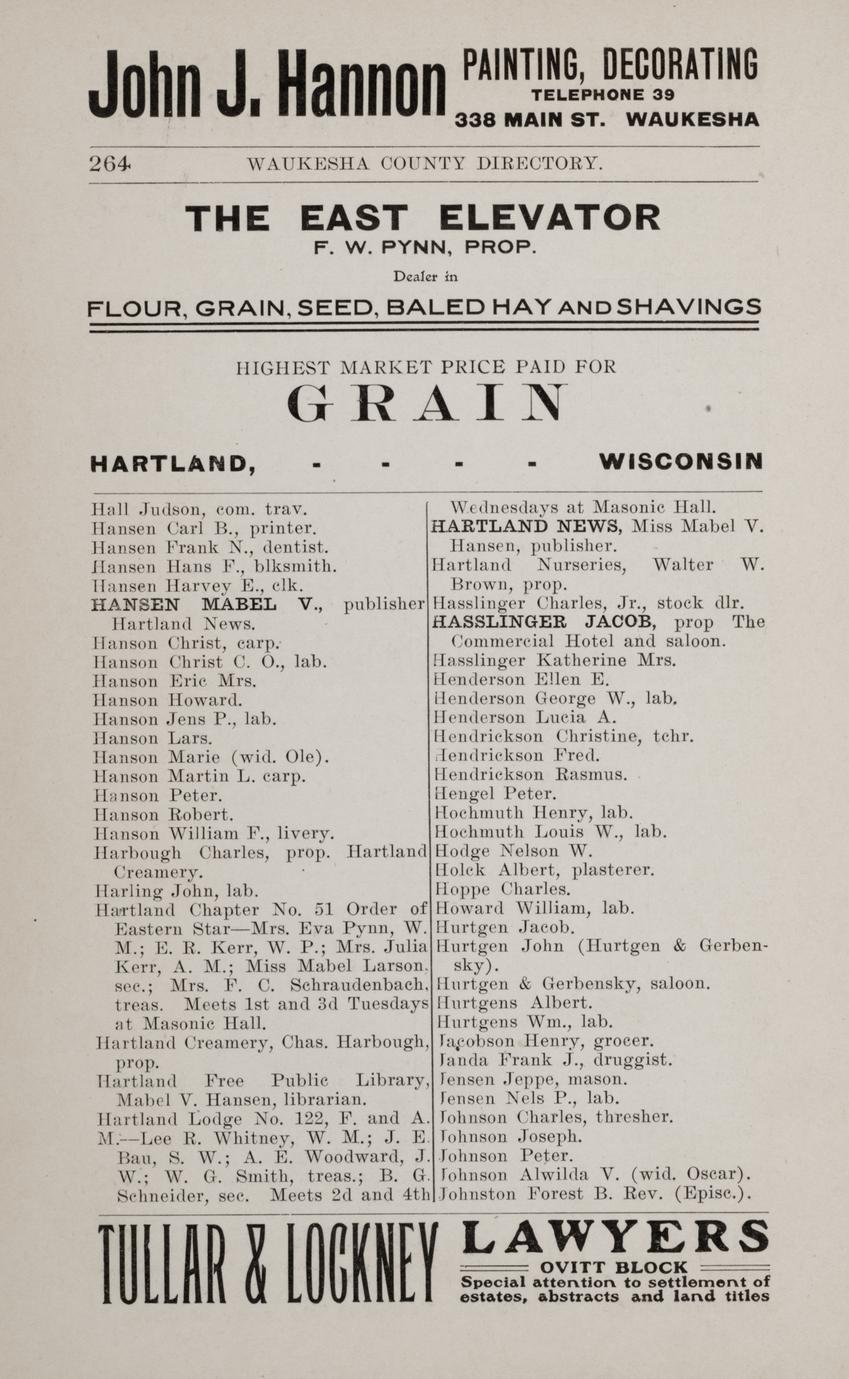 John J. Hannon
PAINTING, DECORATING
TELEPHONE 39
338 MAIN ST. WAUKESHA
264 WAUKESHA COUNTY DIRECTORY.
THE EAST ELEVATOR
F. W. PYNN, PROP.
Dealer in
FLOUR, GRAIN, SEED, BALED HAY AND SHAVINGS
HIGHEST MARKET PRICE PAID FOR
GRAIN
HARTLAND, - - - - WISCONSIN
Hall Judson, com. trav.
Hansen Carl B., printer.
Hansen Frank N., dentist.
Hansen Hans F., blksmith.
Hansen Harvey E., clk.
HANSEN MABEL V., publisher
Hartland News.
Hanson Christ, carp.
Hanson Christ C. O., lab.
Hanson Eric Mrs.
Hanson Howard.
Hanson Jens P., lab.
Hanson Lars.
Hanson Marie (wid. Ole).
Hanson Martin L. carp.
Hanson Peter.
Hanson Robert.
Hanson William F., livery.
Harbough Charles, prop. Hartland
Creamery.
Harling John, lab.
Hartland Chapter No. 51 Order of
Eastern Star—Mrs. Eva Pynn, W.
M.; E. R. Kerr, W. P.; Mrs. Julia
Kerr, A. M.; Miss Mabel Larson.
sec.; Mrs. F. C. Schraudenbach,
treas. Meets 1st and 3d Tuesdays
at Masonic Hall.
Hartland Creamery, Chas. Harbough,
prop.
Hartland Free Public Library,
Mabel V. Hansen, librarian.
Hartland Lodge No. 122, F. and A.
M.—Lee R. Whitney, W. M.; J. E.
Bau, S. W.; A. E. Woodward, J.
W.; W. G. Smith, treas.; B. G.
Schneider, sec. Meets 2d and 4th
Wednesdays at Masonic Hall.
HARTLAND NEWS, Miss Mabel V.
Hansen, publisher.
Hartland Nurseries, Walter W.
Brown, prop.
Hasslinger Charles, Jr., stock dlr.
HASSLINGER JACOB, prop The
Commercial Hotel and saloon.
Hasslinger Katherine Mrs.
Henderson Ellen E.
Henderson George W., lab.
Henderson Lucia A.
Hendrickson Christine, tchr.
Hendrickson Fred.
Hendrickson Rasmus.
Hengel Peter.
Hochmuth Henry, lab.
Hochmuth Louis W., lab.
Hodge Nelson W.
Holck Albert, plasterer.
Hoppe Charles.
Howard William, lab.
Hurtgen Jacob.
Hurtgen John (Hurtgen & Gerben-
sky).
Hurtgen & Gerbensky, saloon.
Hurtgens Albert.
Hurtgens Wm., lab.
Jacobson Henry, grocer.
Janda Frank J., druggist.
Jensen Jeppe, mason.
Jensen Nels P., lab.
Johnson Charles, thresher.
Johnson Joseph.
Johnson Peter.
Johnson Alwilda V. (wid. Oscar).
Johnston Forest B. Rev. (Episc.).
TULLAR & LOCKNEY
LAWYERS
OVITT BLOCK
Special attention to settlement of
estates, abstracts and land titles